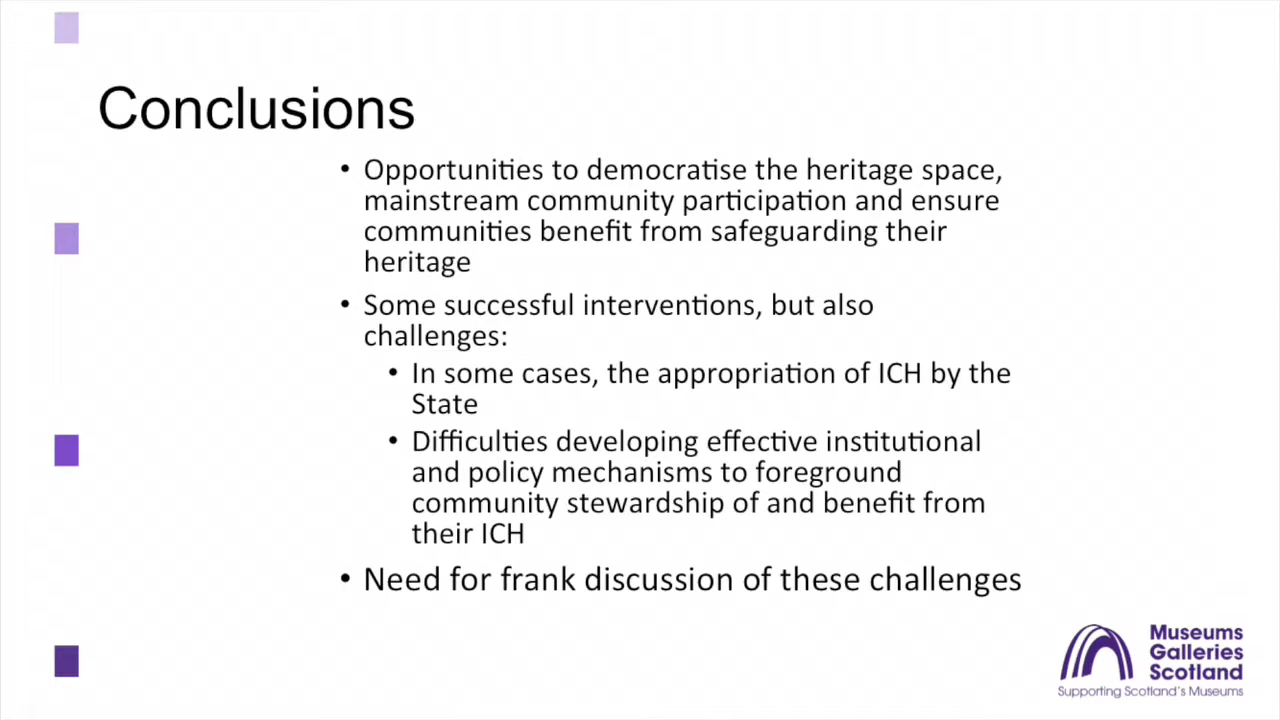 Conclusions
• Opportunities to democratise the heritage space,
mainstream community participation and ensure
communities benefit from safeguarding their
heritage
• Some successful interventions, but also
challenges:
• In some cases, the appropriation of ICH by the
State
• Difficulties developing effective institutional
and policy mechanisms to foreground
community stewardship of and benefit from
their ICH
• Need for frank discussion of these challenges
Museums
Galleries
Scotland
Supporting Scotland's Museums